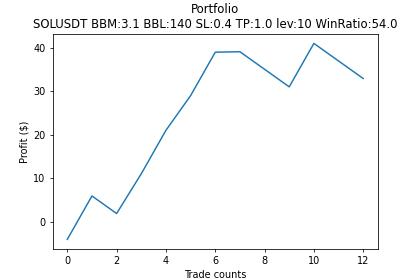 Portfolio
SOLUSDT BBM:3.1 BBL:140 SL:0.4 TP:1.0 lev:10 WinRatio:54.0
40
30
20
10
0
Profit ($)
0 2 4 6 8 10 12
Trade counts